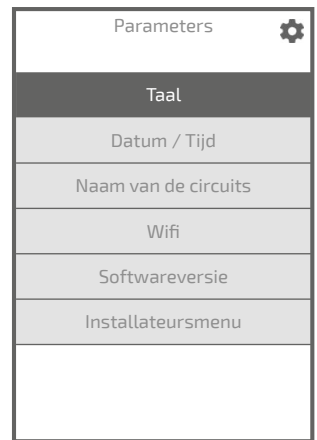 Parameters
Taal
Datum / Tijd
Naam van de circuits
Wifi
Softwareversie
Installateursmenu